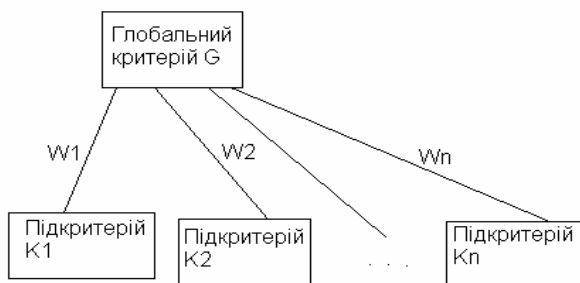 Глобальний
критерій G
W1
W2
Wn
Підкритерій
K1
Підкритерій
K2
. . .
Підкритерій
Kn